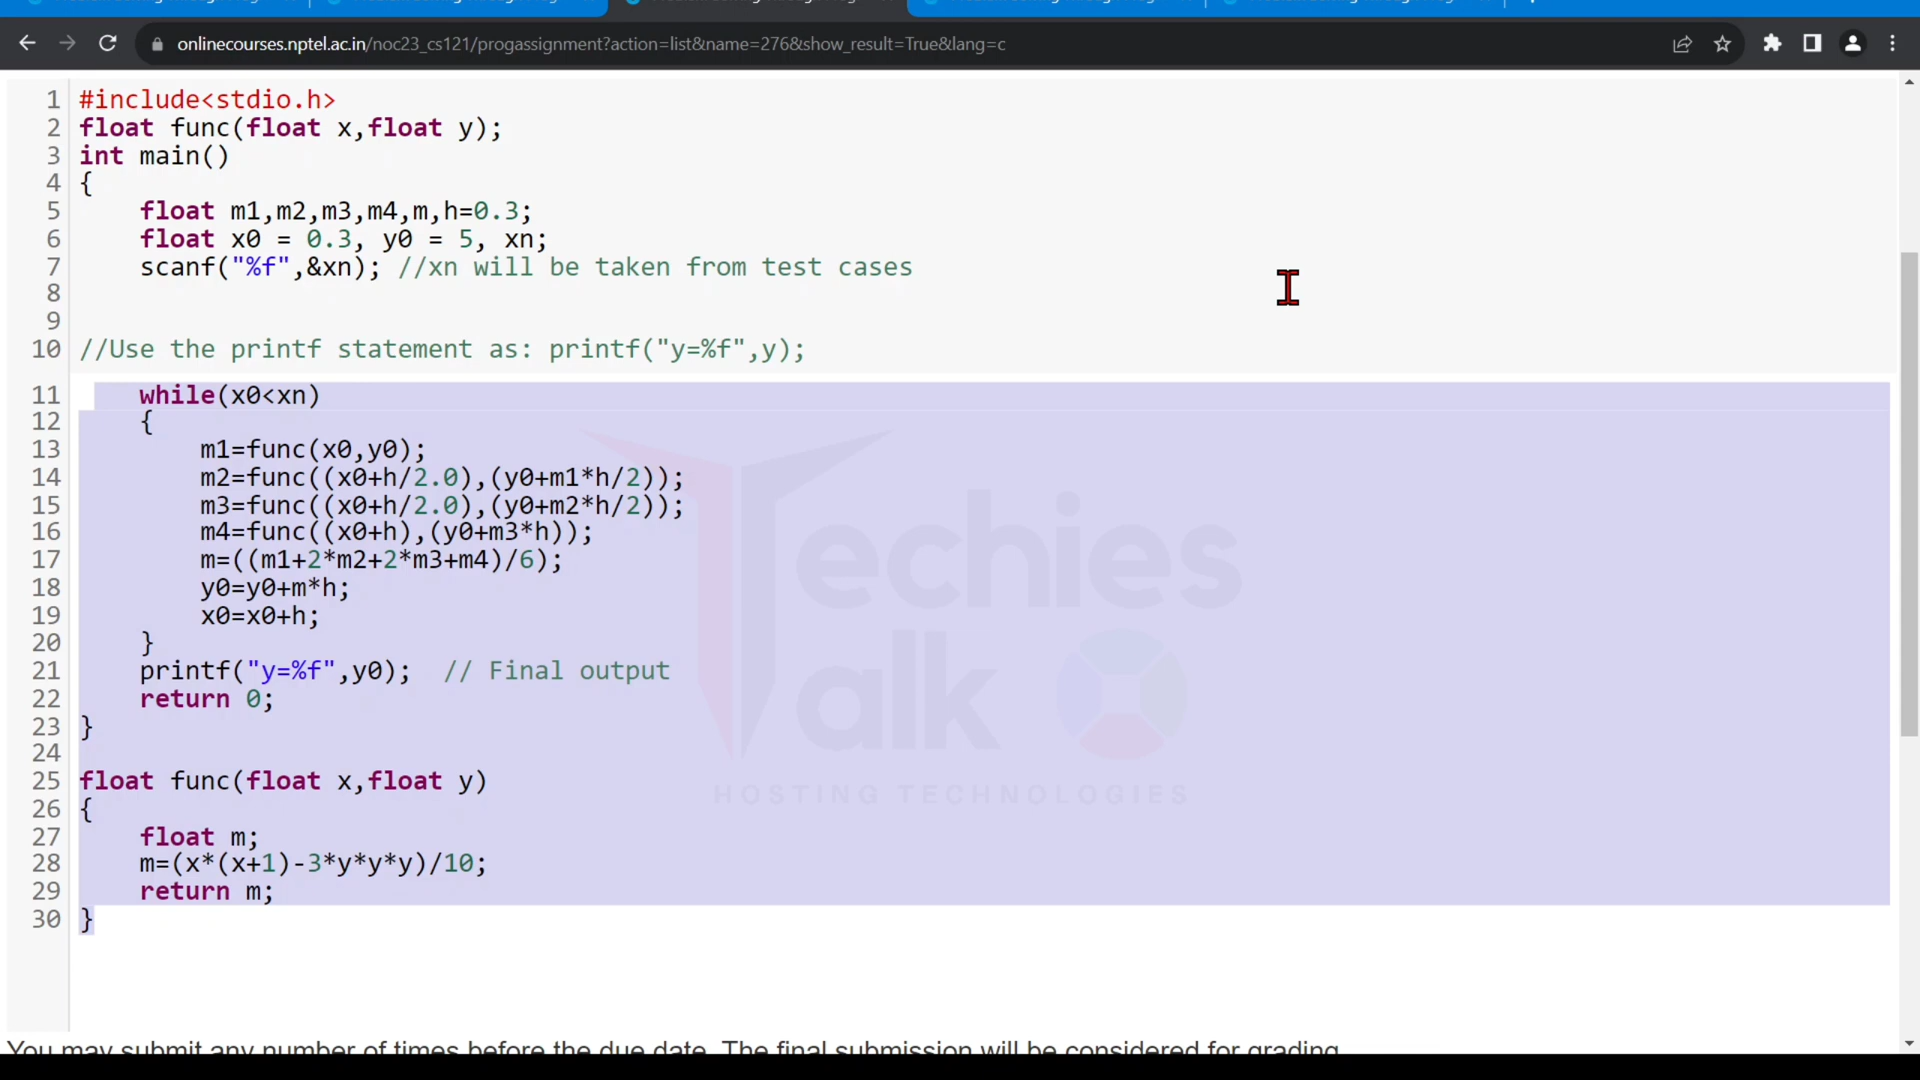 onlinecourses.nptel.ac.in/noc23_cs121/progassignment?action=list&name=276&show_result=True&lang=c
1 #include<stdio.h>
2 float func(float x,float y);
3 int main()
4 {
5 float m1,m2,m3,m4,m,h=0.3;
6 float x0 = 0.3, y0 = 5, xn;
7 scanf("%f",&xn); //xn will be taken from test cases
8
9
10 //Use the printf statement as: printf("y=%f",y);
11 while(x0<xn)
12 {
13 m1=func(x0,y0);
14 m2=func((x0+h/2.0),(y0+m1*h/2));
15 m3=func((x0+h/2.0),(y0+m2*h/2));
16 m4=func((x0+h),(y0+m3*h));
17 m=((m1+2*m2+2*m3+m4)/6);
18 y0=y0+m*h;
19 x0=x0+h;
20 }
21 printf("y=%f",y0); // Final output
22 return 0;
23 }
24
25 float func(float x,float y)
26 {
27 float m;
28 m=(x*(x+1)-3*y*y*y)/10;
29 return m;
30 }
Techies
Talk
HOSTING TECHNOLOGIES
You may submit any number of times before the due date. The final submission will be considered for grading.